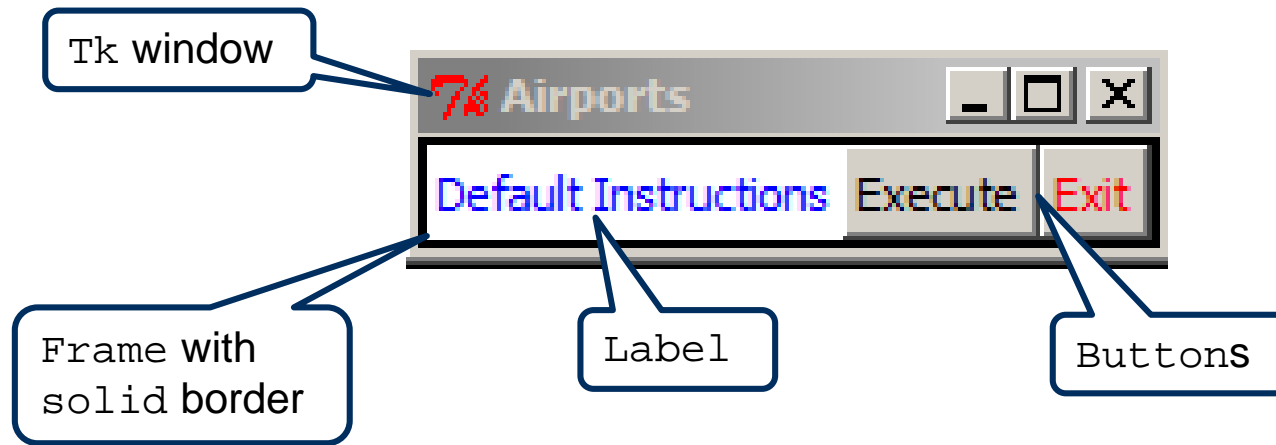 Tk window
Airports
Default Instructions Execute Exit
Frame with
solid border
Label
Buttons